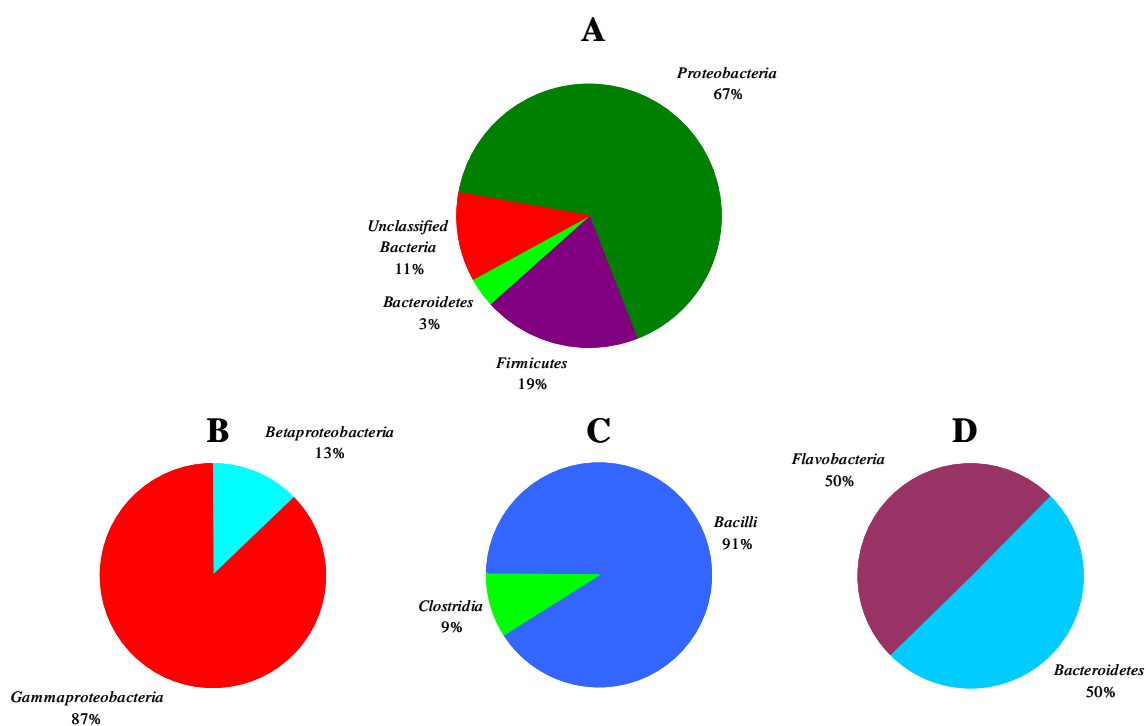 A
Proteobacteria
67%
Unclassified
Bacteria
11%
Bacteroidetes
3%
Firmicutes
19%
B
Betaproteobacteria
13%
Gammaproteobacteria
87%
C
Bacilli
91%
Clostridia
9%
D
Flavobacteria
50%
Bacteroidetes
50%